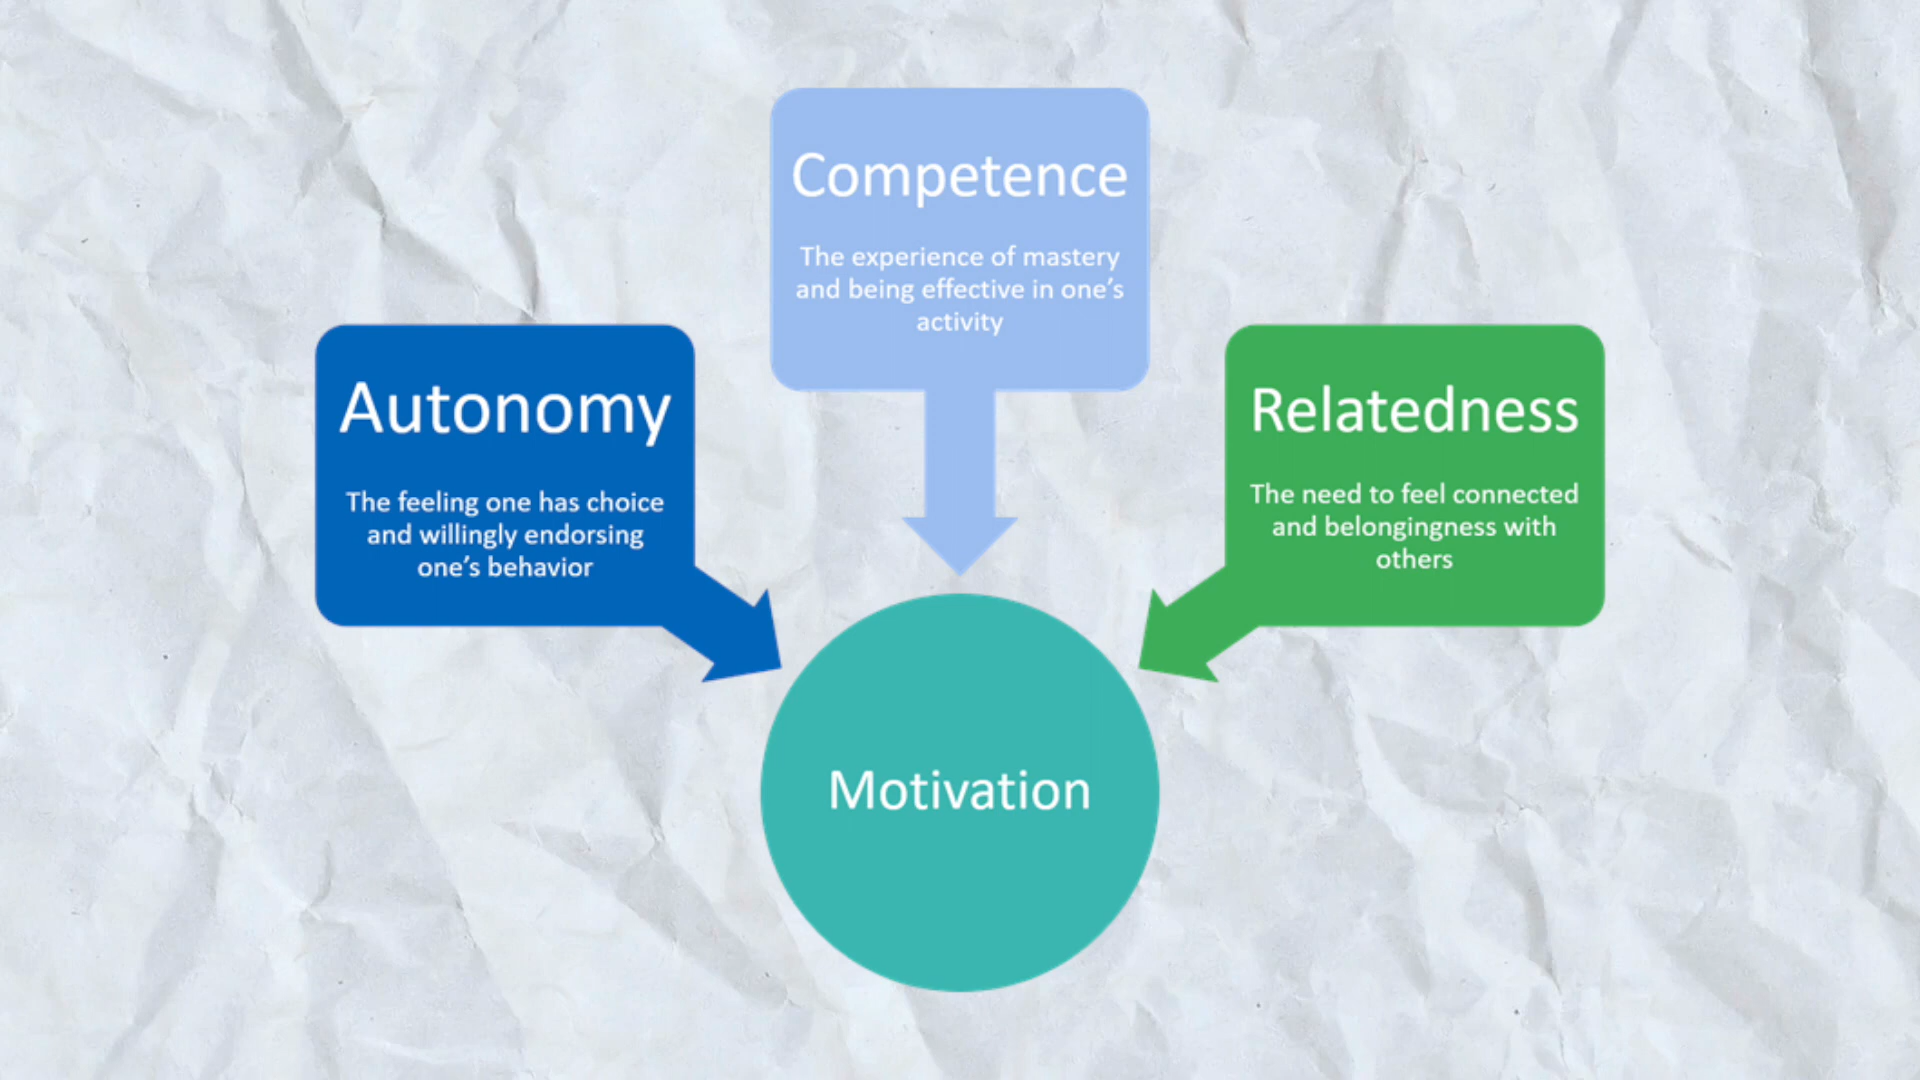 Competence
The experience of mastery
and being effective in one's
activity
Autonomy
The feeling one has choice
and willingly endorsing
one's behavior
Relatedness
The need to feel connected
and belongingness with
others
Motivation